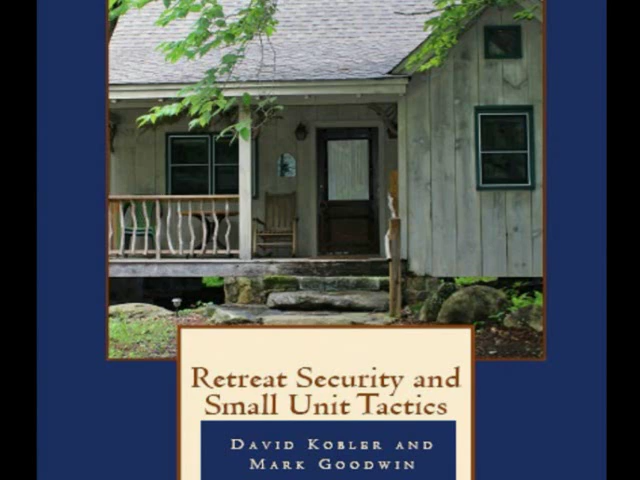 Retreat Security and
Small Unit Tactics
David Kobler and
Mark Goodwin